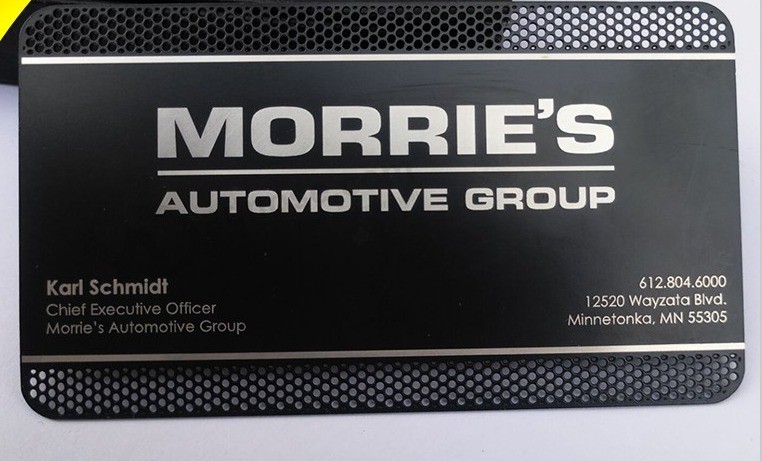 MORRIE'S
AUTOMOTIVE GROUP
Karl Schmidt
Chief Executive Officer
Morrie's Automotive Group
612.804.6000
12520 Wayzata Blvd.
Minnetonka, MN 55305